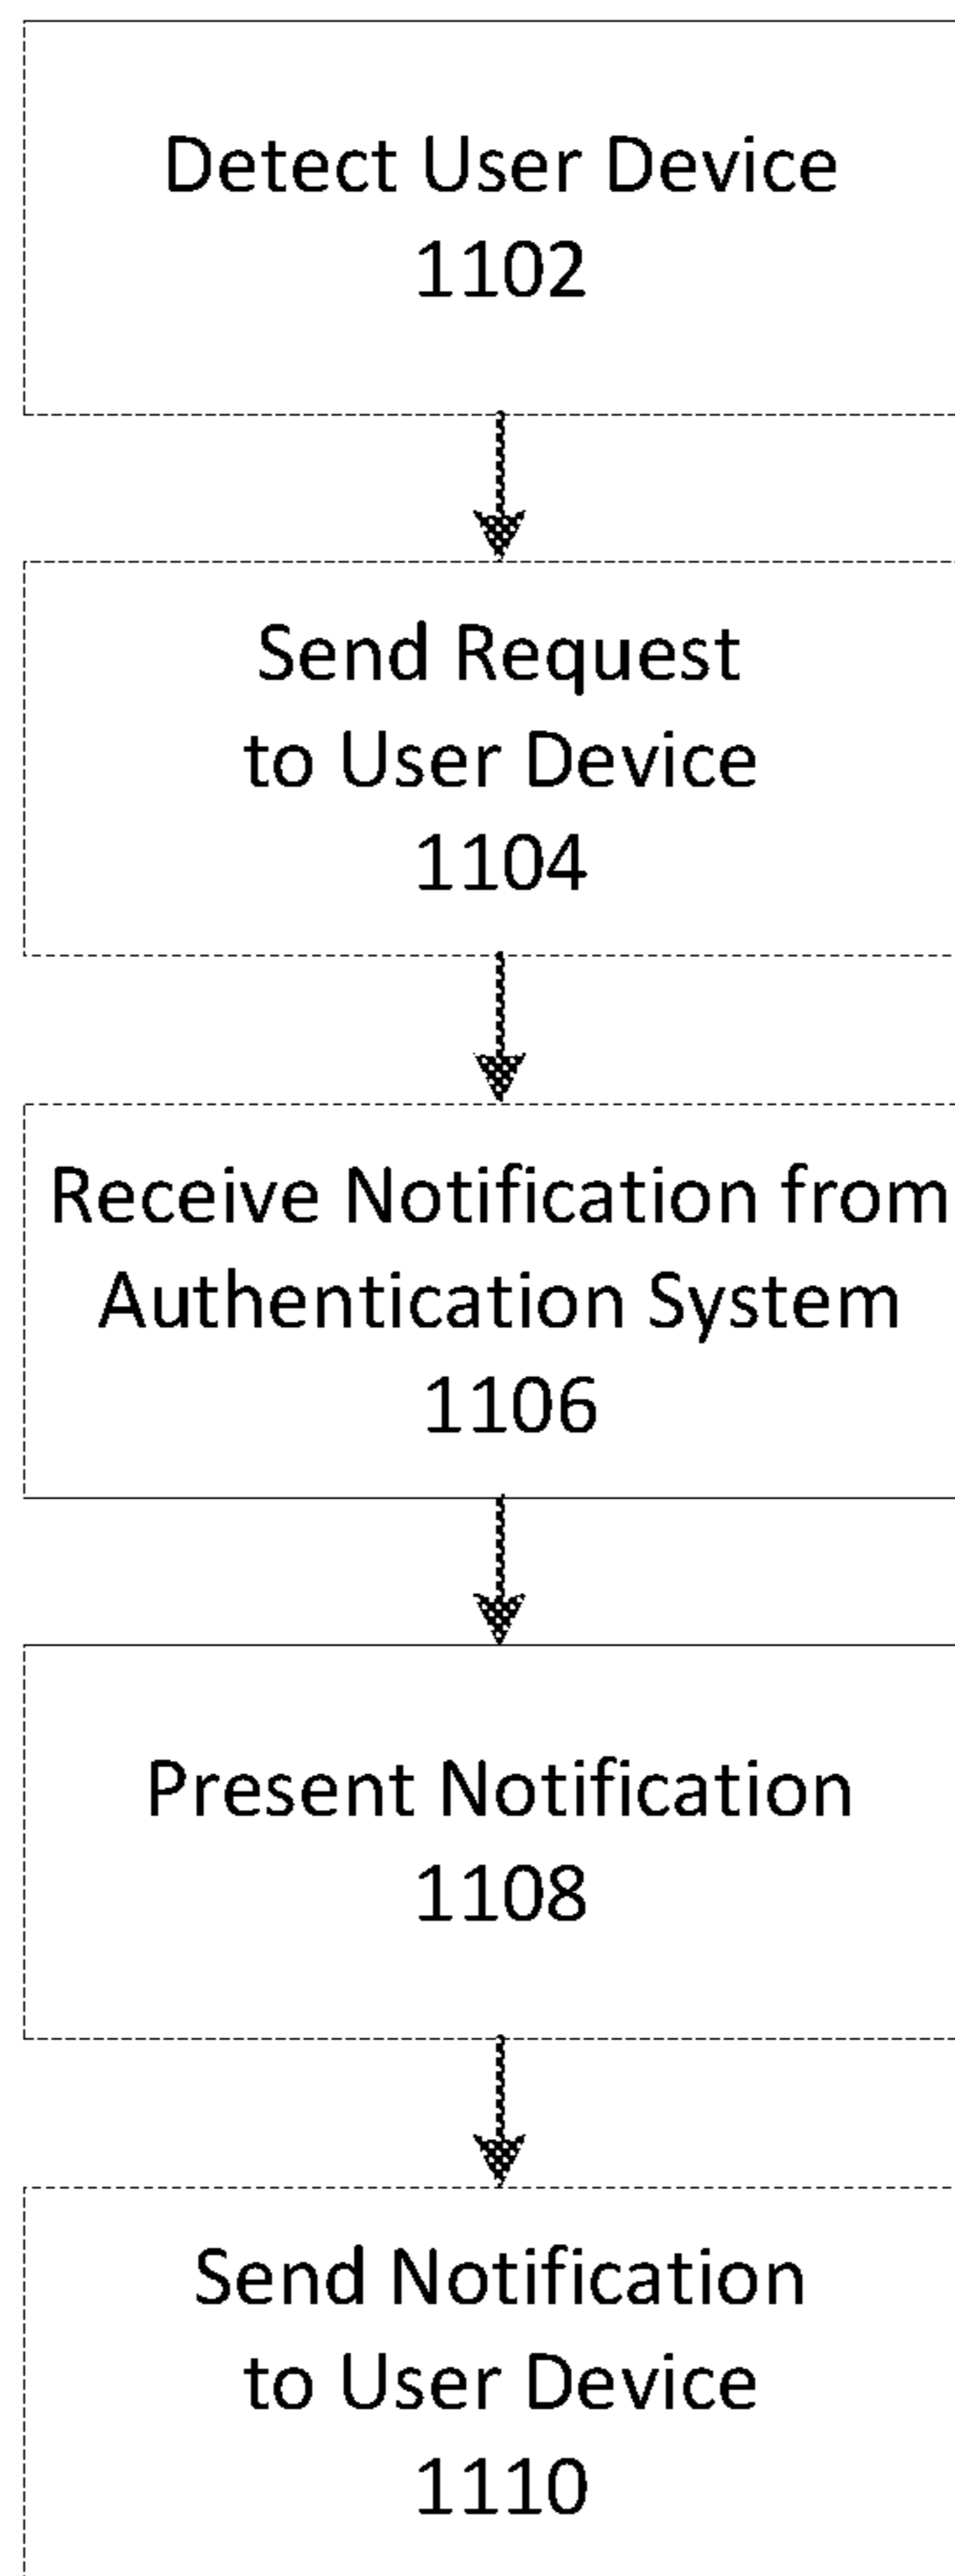 Detect User Device
1102
Send Request
to User Device
1104
Receive Notification from
Authentication System
1106
Present Notification
1108
Send Notification
to User Device
1110